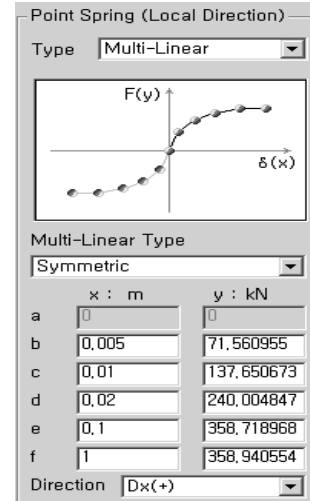 Point Spring (Local Direction)
Type Multi-Linear
F(y)
δ(x)
Multi-Linear Type
Symmetric
x : m y : kN
a 0 0
b 0,005 71,560955
c 0,01 137,650673
d 0,02 240,004847
e 0,1 358,718968
f 1 358,940554
Direction Dx(+)